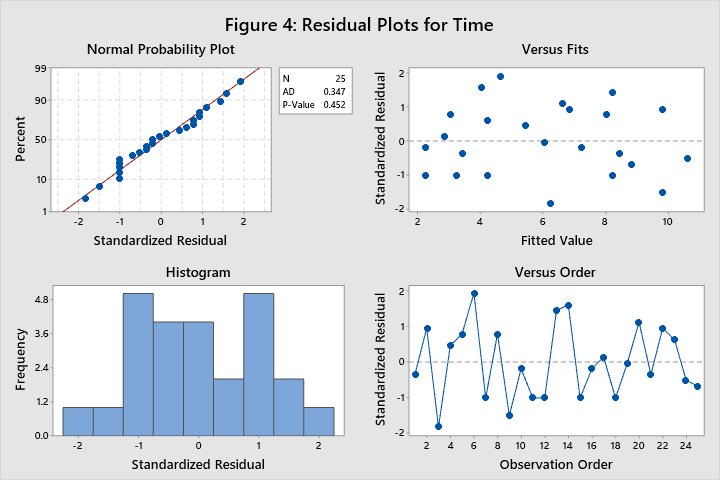 Figure 4: Residual Plots for Time
Normal Probability Plot
99
90
50
10
1
Percent
-2 -1 0 1 2
Standardized Residual
N 25
AD 0.347
P-Value 0.452
Versus Fits
2
1
0
-1
-2
Standardized Residual
2 4 6 8 10
Fitted Value
Histogram
4.8
3.6
2.4
1.2
0.0
Frequency
-2 -1 0 1 2
Standardized Residual
Versus Order
2
1
0
-1
-2
Standardized Residual
2 4 6 8 10 12 14 16 18 20 22 24
Observation Order